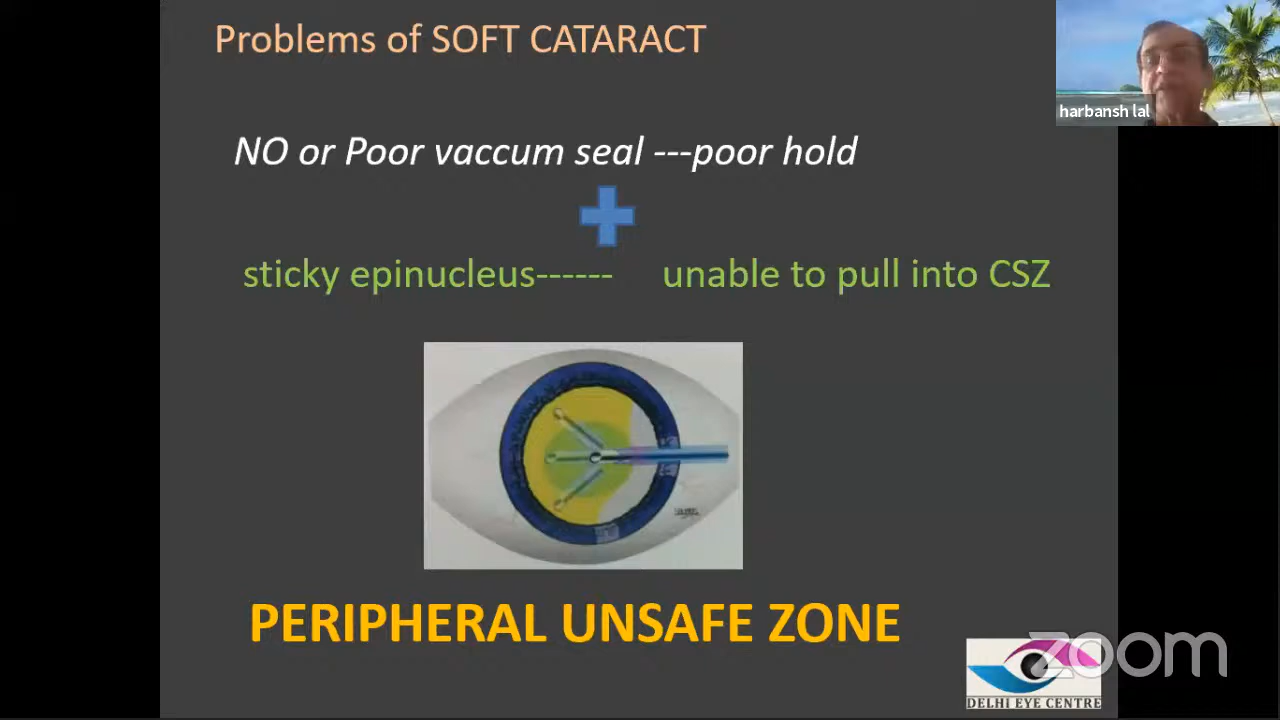 Problems of SOFT CATARACT
harbansh lal
NO or Poor vaccum seal ---poor hold
sticky epinucleus------ unable to pull into CSZ
PERIPHERAL UNSAFE ZONE
zoom
DELHI EYE CENTRE